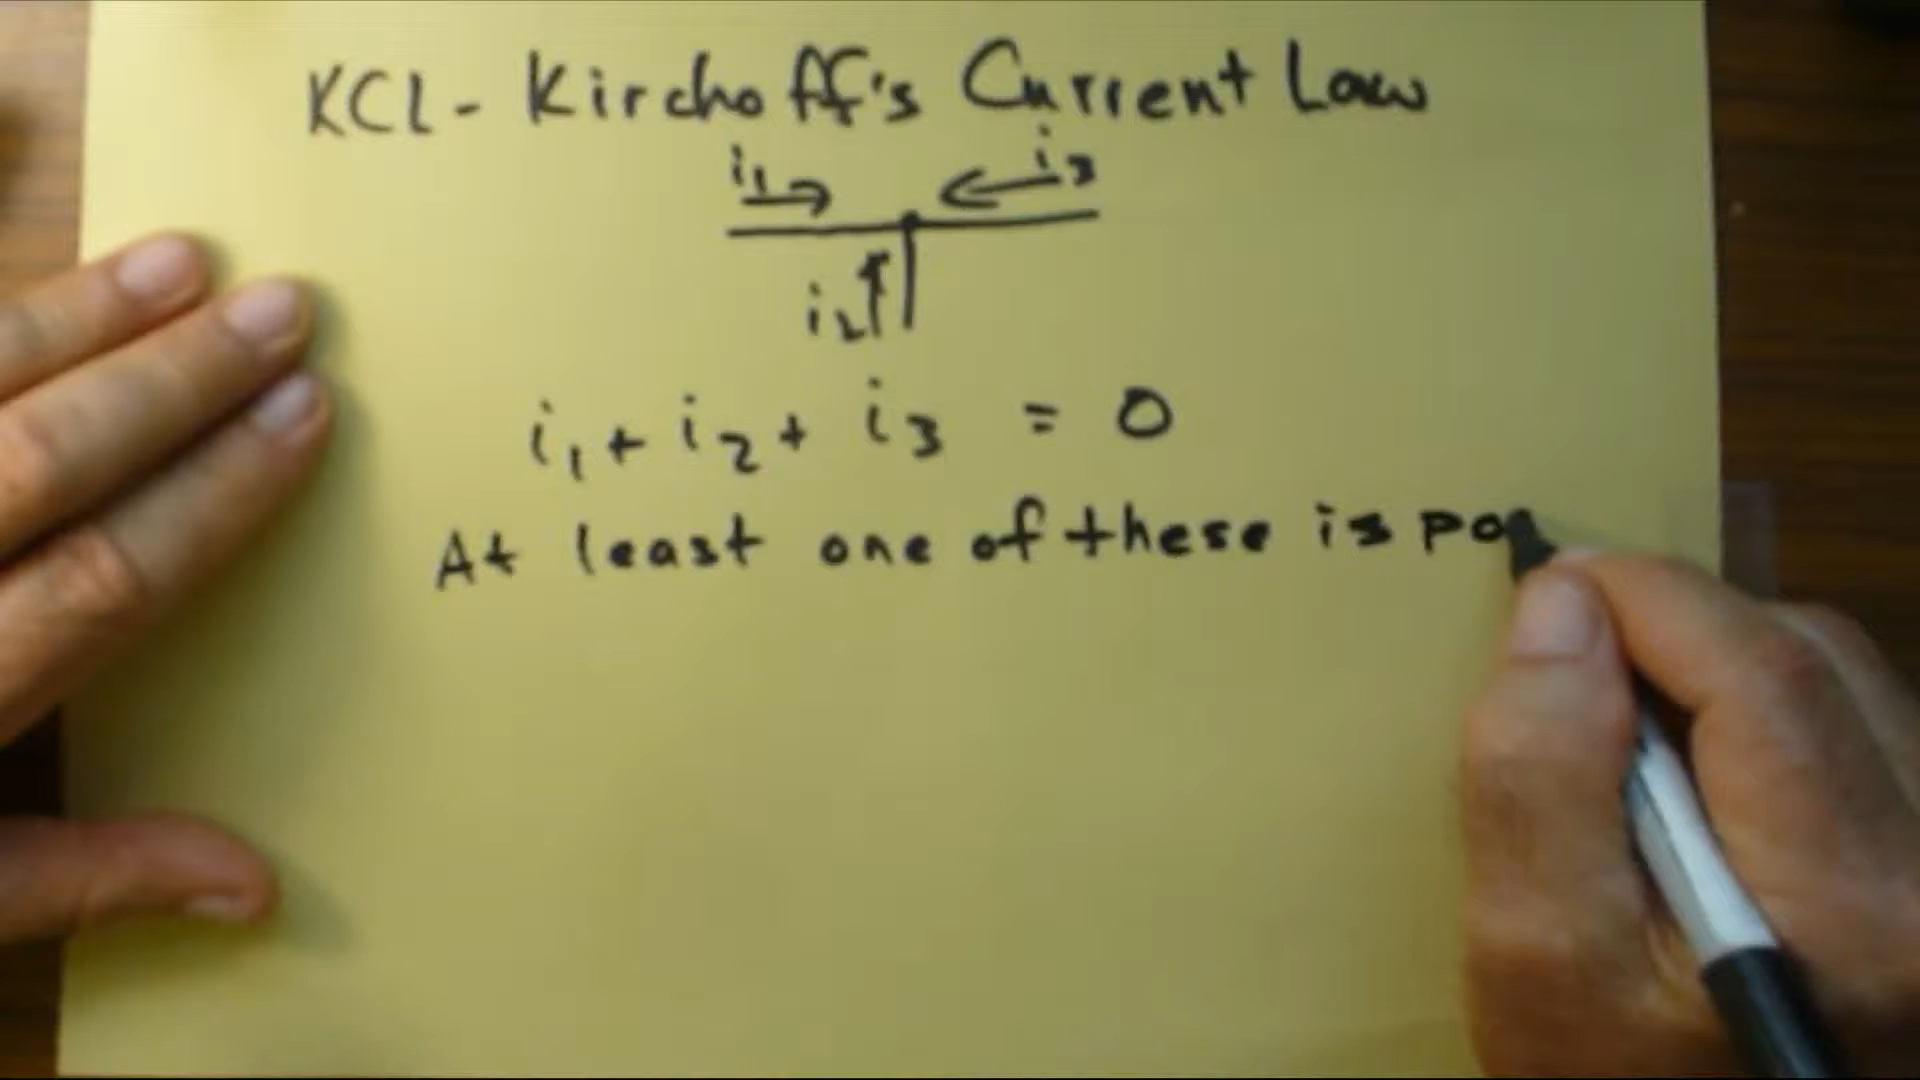 KCL - Kirchoff's Current Law
i1 i3
i2
i1 + i2 + i3 = 0
At least one of these is po